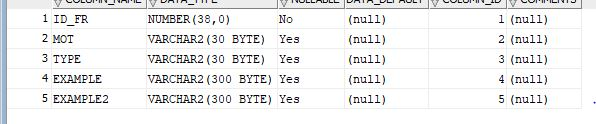 COLUMN_NAME DATA_TYPE NULLABLE DATA_DEFAULT COLUMN_ID COMMENTS
1 ID_FR NUMBER(38,0) No (null) 1 (null)
2 MOT VARCHAR2(30 BYTE) Yes (null) 2 (null)
3 TYPE VARCHAR2(30 BYTE) Yes (null) 3 (null)
4 EXAMPLE VARCHAR2(300 BYTE) Yes (null) 4 (null)
5 EXAMPLE2 VARCHAR2(300 BYTE) Yes (null) 5 (null)